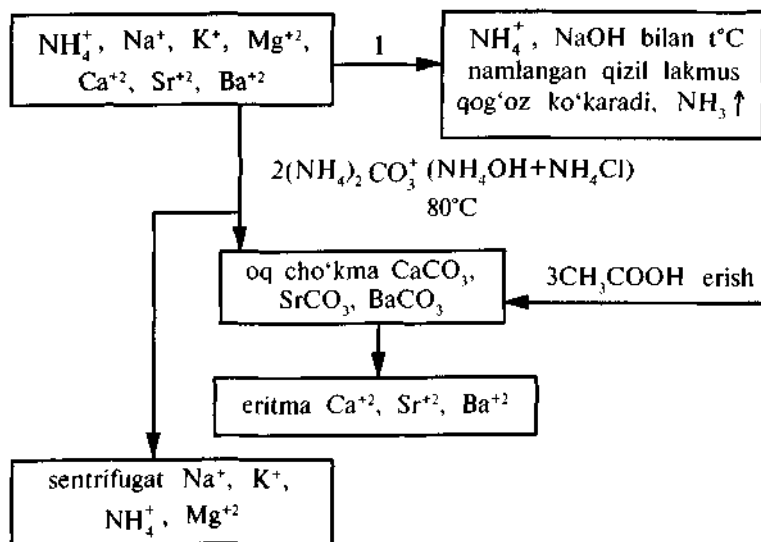 NH₄⁺, Na⁺, K⁺, Mg⁺²,
Ca⁺², Sr⁺², Ba⁺²
1
NH₄⁺, NaOH bilan t°C
namlangan qizil lakmus
qog‘oz ko‘karadi, NH₃↑
2(NH₄)₂CO₃⁺ (NH₄OH+NH₄Cl)
80°C
oq cho‘kma CaCO₃,
SrCO₃, BaCO₃
3CH₃COOH erish
eritma Ca⁺², Sr⁺², Ba⁺²
sentrifugat Na⁺, K⁺,
NH₄⁺, Mg⁺²